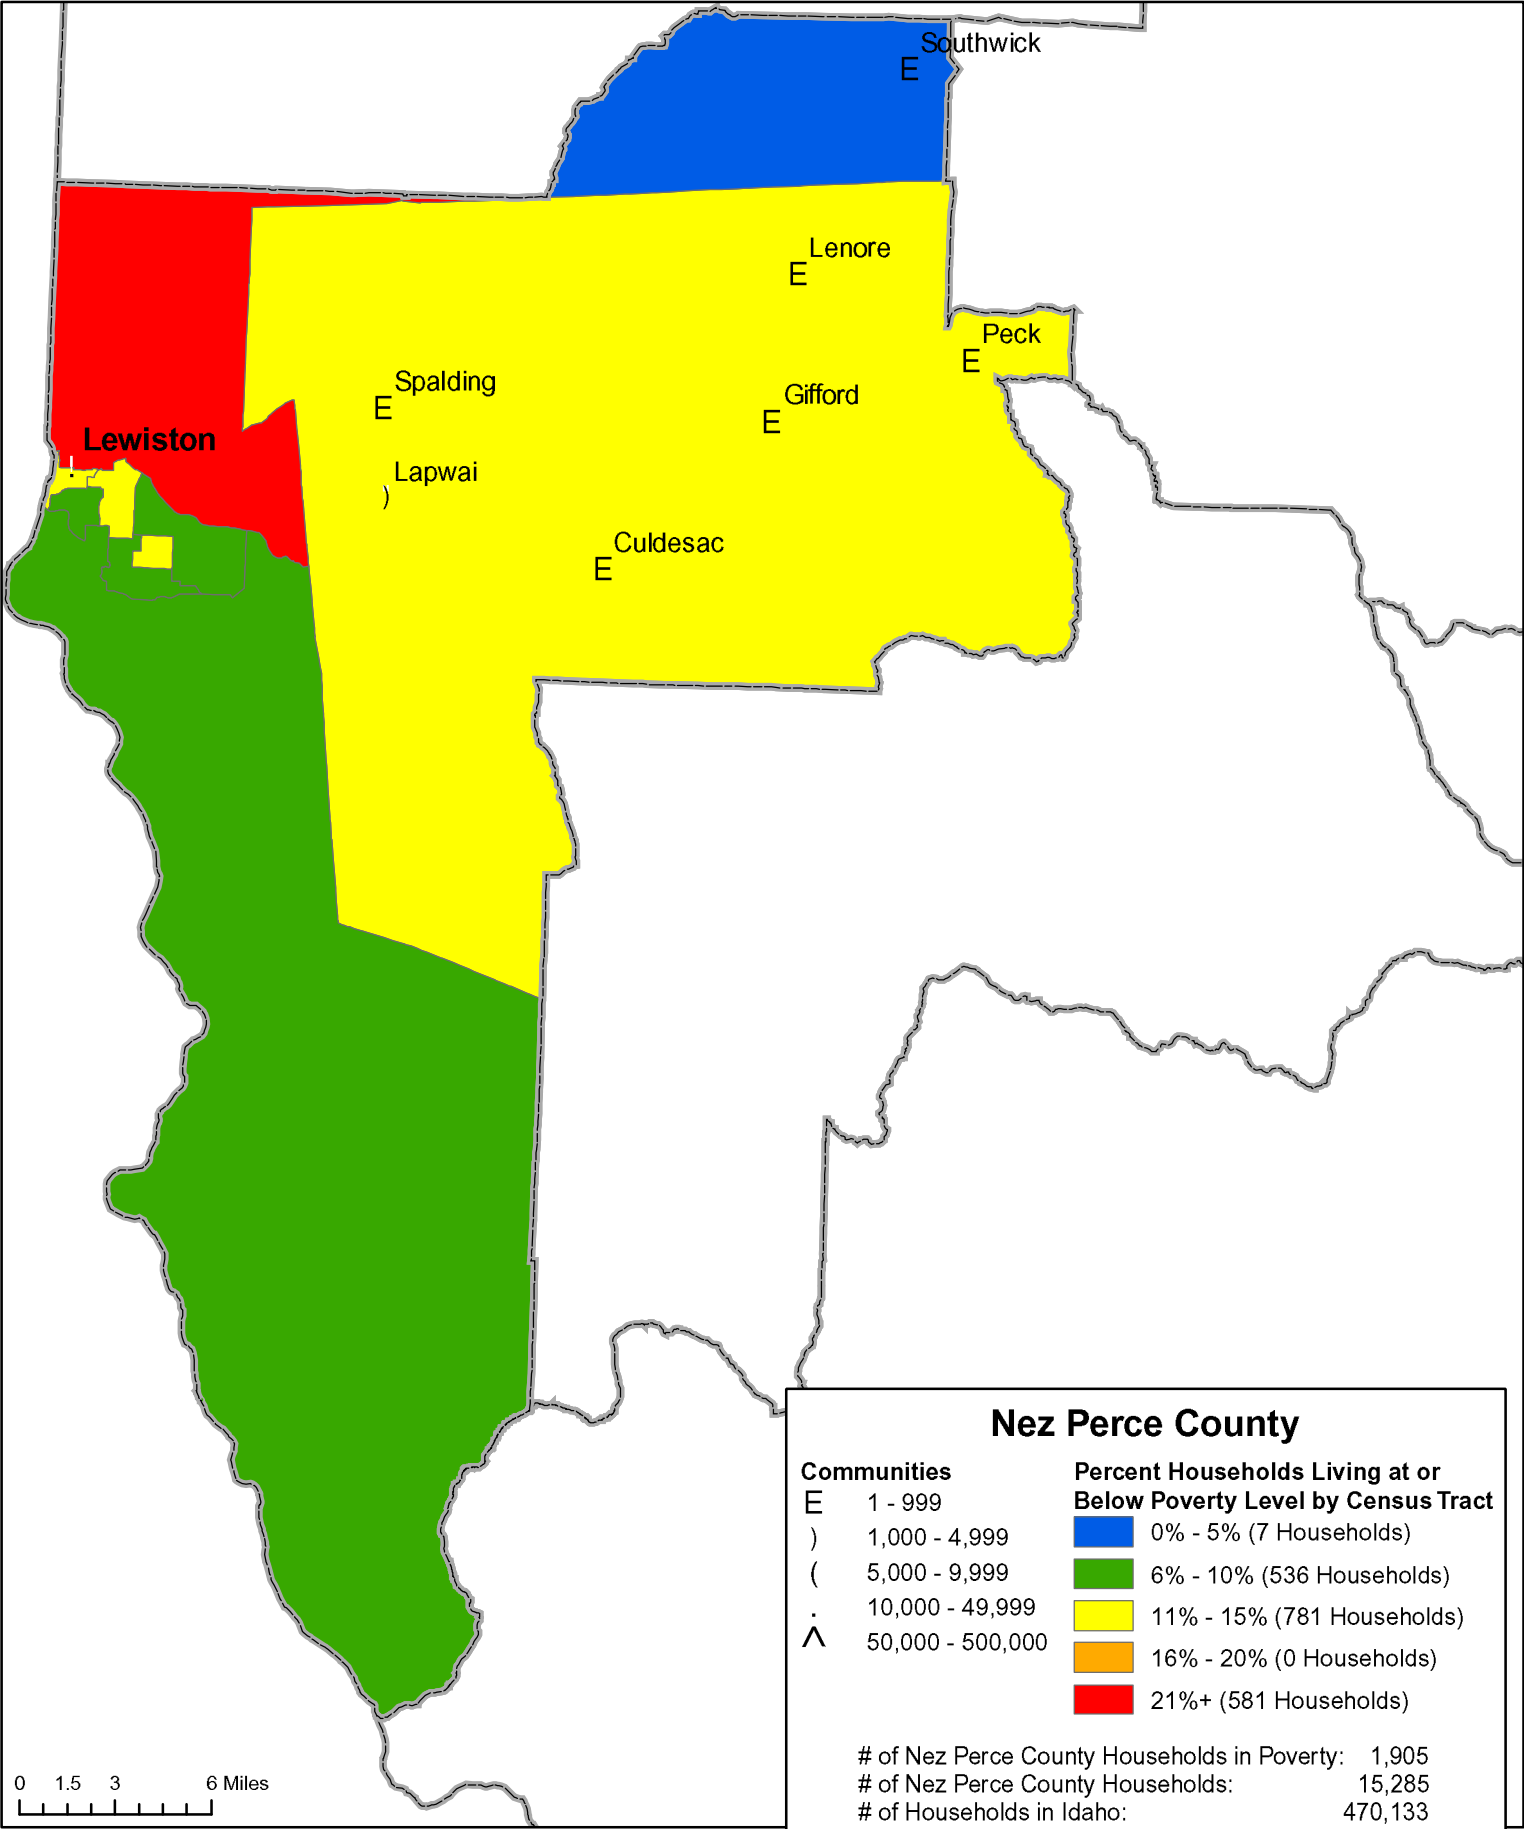 Southwick
E
Lenore
E
Peck
E
Spalding
E
Gifford
E
Lewiston
Lapwai
)
Culdesac
E
Nez Perce County
Communities
E 1 - 999
) 1,000 - 4,999
( 5,000 - 9,999
. 10,000 - 49,999
^ 50,000 - 500,000
Percent Households Living at or
Below Poverty Level by Census Tract
0% - 5% (7 Households)
6% - 10% (536 Households)
11% - 15% (781 Households)
16% - 20% (0 Households)
21%+ (581 Households)
# of Nez Perce County Households in Poverty: 1,905
# of Nez Perce County Households: 15,285
# of Households in Idaho: 470,133
0 1.5 3 6 Miles